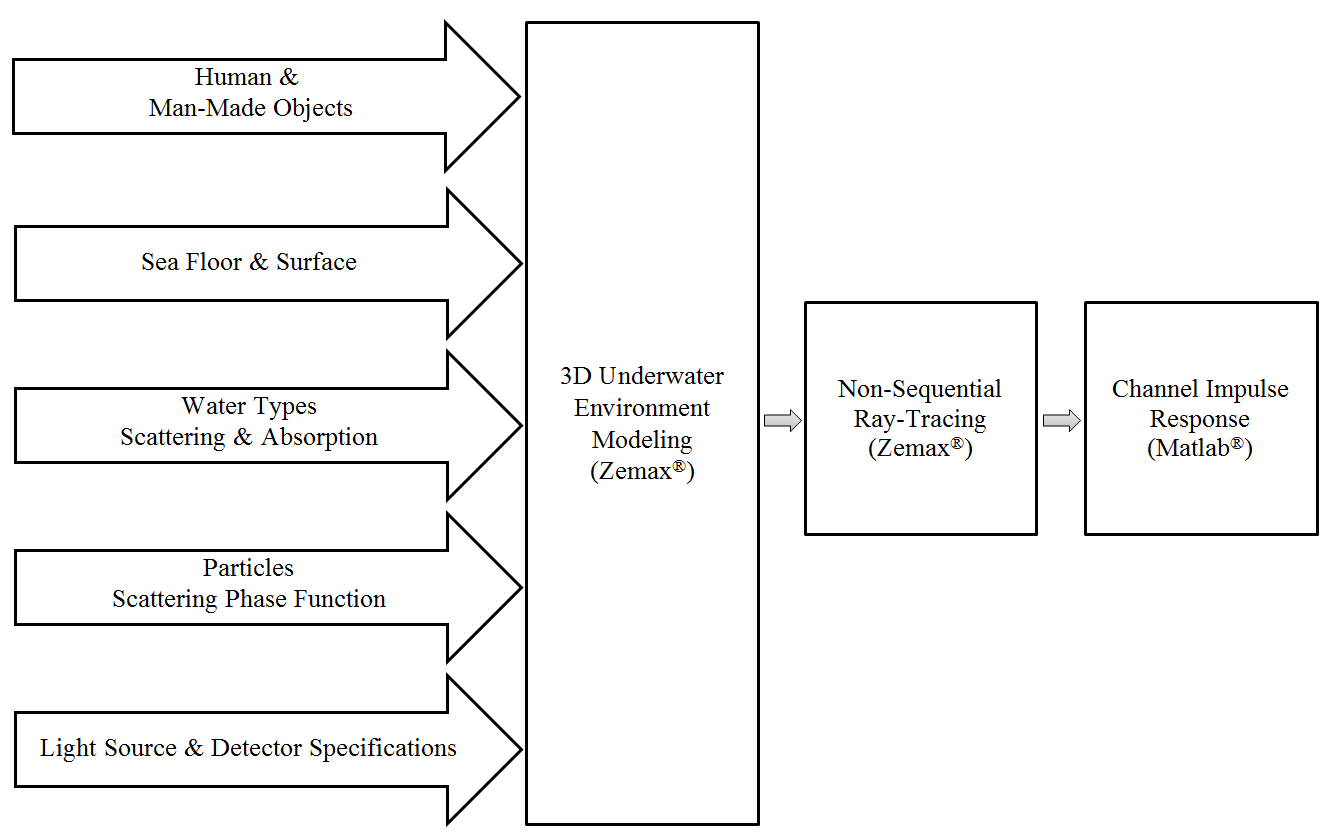 Human &
Man-Made Objects
Sea Floor & Surface
Water Types
Scattering & Absorption
Particles
Scattering Phase Function
Light Source & Detector Specifications
3D Underwater
Environment
Modeling
(Zemax®)
Non-Sequential
Ray-Tracing
(Zemax®)
Channel Impulse
Response
(Matlab®)